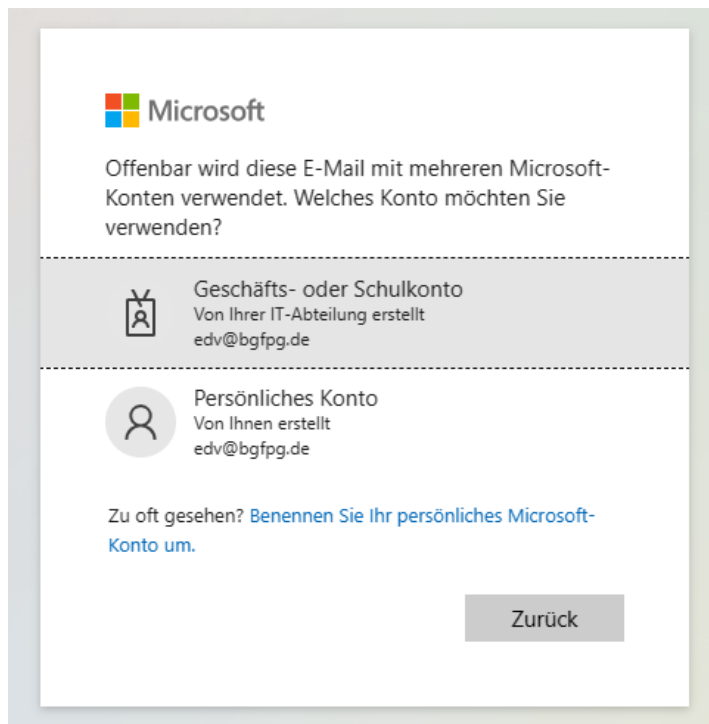 Microsoft
Offenbar wird diese E-Mail mit mehreren Microsoft-
Konten verwendet. Welches Konto möchten Sie
verwenden?
Geschäfts- oder Schulkonto
Von Ihrer IT-Abteilung erstellt
edv@bgfpg.de
Persönliches Konto
Von Ihnen erstellt
edv@bgfpg.de
Zu oft gesehen? Benennen Sie Ihr persönliches Microsoft-
Konto um.
Zurück